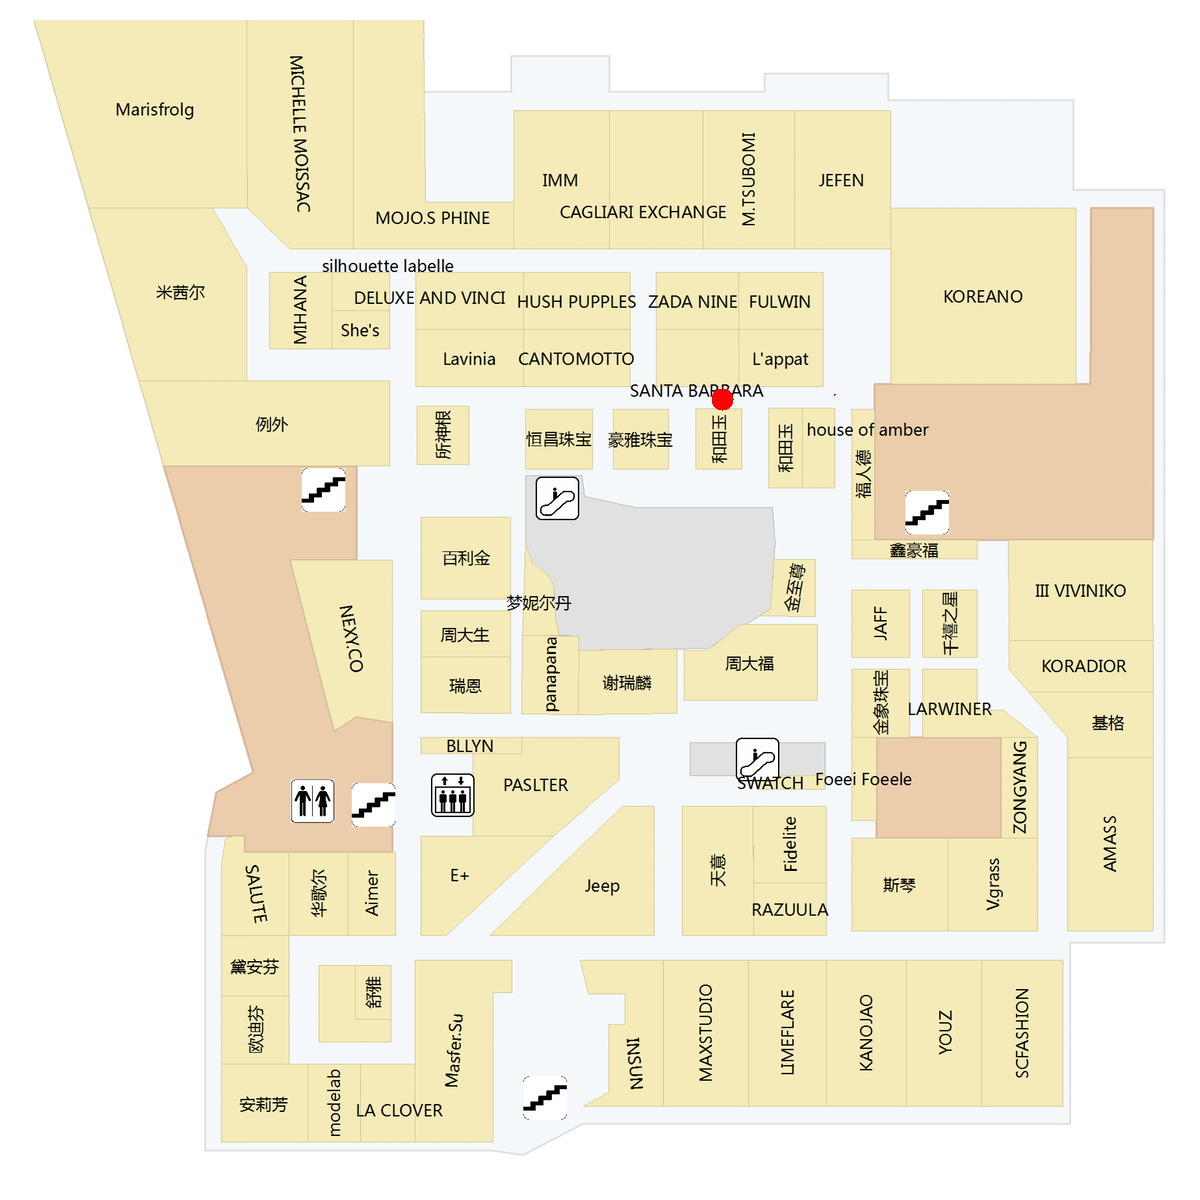 Marisfrolg
MICHELLE MOISSAC
MOJO.S PHINE
IMM
CAGLIARI EXCHANGE
M.TSUBOMI
JEFEN
米茜尔
silhouette labelle
MIHANA
DELUXE AND VINCI
She's
HUSH PUPPLES
ZADA NINE
FULWIN
KOREANO
Lavinia
CANTOMOTTO
L'appat
SANTA BARBARA
例外
所神根
恒昌珠宝
豪雅珠宝
和田玉
和田玉
house of amber
福人德
鑫豪福
百利金
梦妮尔丹
金至尊
III VIVINIKO
JAFF
千禧之星
NEXY.CO
周大生
瑞恩
panapana
谢瑞麟
周大福
KORADIOR
金象珠宝
LARWINER
基格
BLLYN
PASLTER
SWATCH
Foeei Foeele
ZONGYANG
AMASS
SALUTE
华歌尔
Aimer
E+
Jeep
天意
Fidelite
RAZUULA
斯琴
V.grass
黛安芬
舒雅
欧迪芬
安莉芳
modelab
LA CLOVER
Masfer.Su
INSUN
MAXSTUDIO
LIMEFLARE
KANOJAO
YOUZ
SCFASHION